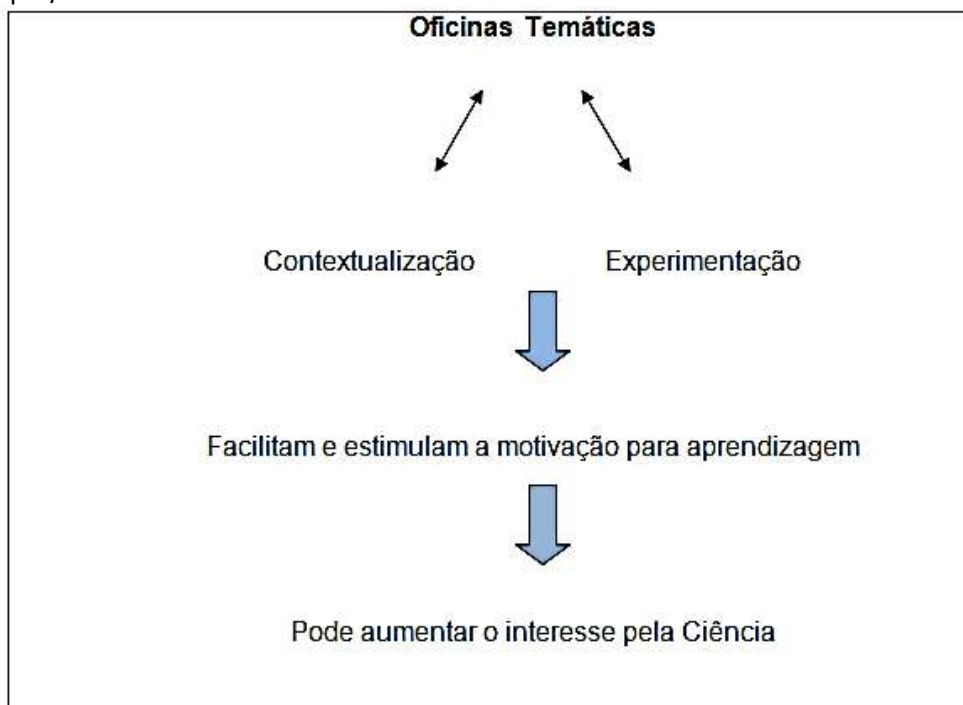 Oficinas Temáticas
Contextualização Experimentação
Facilitam e estimulam a motivação para aprendizagem
Pode aumentar o interesse pela Ciência